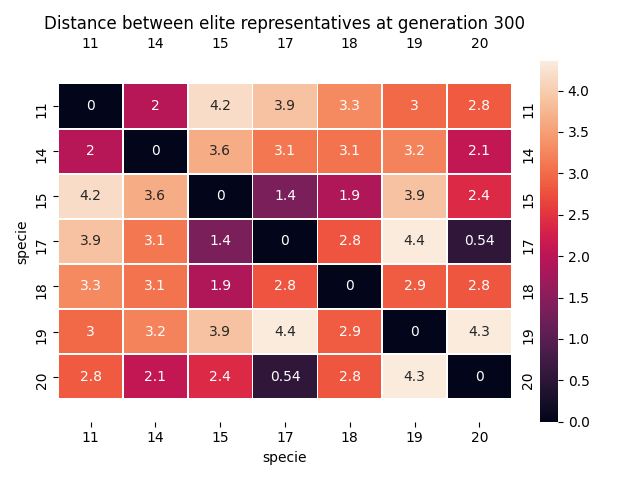 Distance between elite representatives at generation 300
11 14 15 17 18 19 20
11 0 2 4.2 3.9 3.3 3 2.8 11
14 2 0 3.6 3.1 3.1 3.2 2.1 14
15 4.2 3.6 0 1.4 1.9 3.9 2.4 15
17 3.9 3.1 1.4 0 2.8 4.4 0.54 17
18 3.3 3.1 1.9 2.8 0 2.9 2.8 18
19 3 3.2 3.9 4.4 2.9 0 4.3 19
20 2.8 2.1 2.4 0.54 2.8 4.3 0 20
11 14 15 17 18 19 20
specie
specie
4.0
3.5
3.0
2.5
2.0
1.5
1.0
0.5
0.0